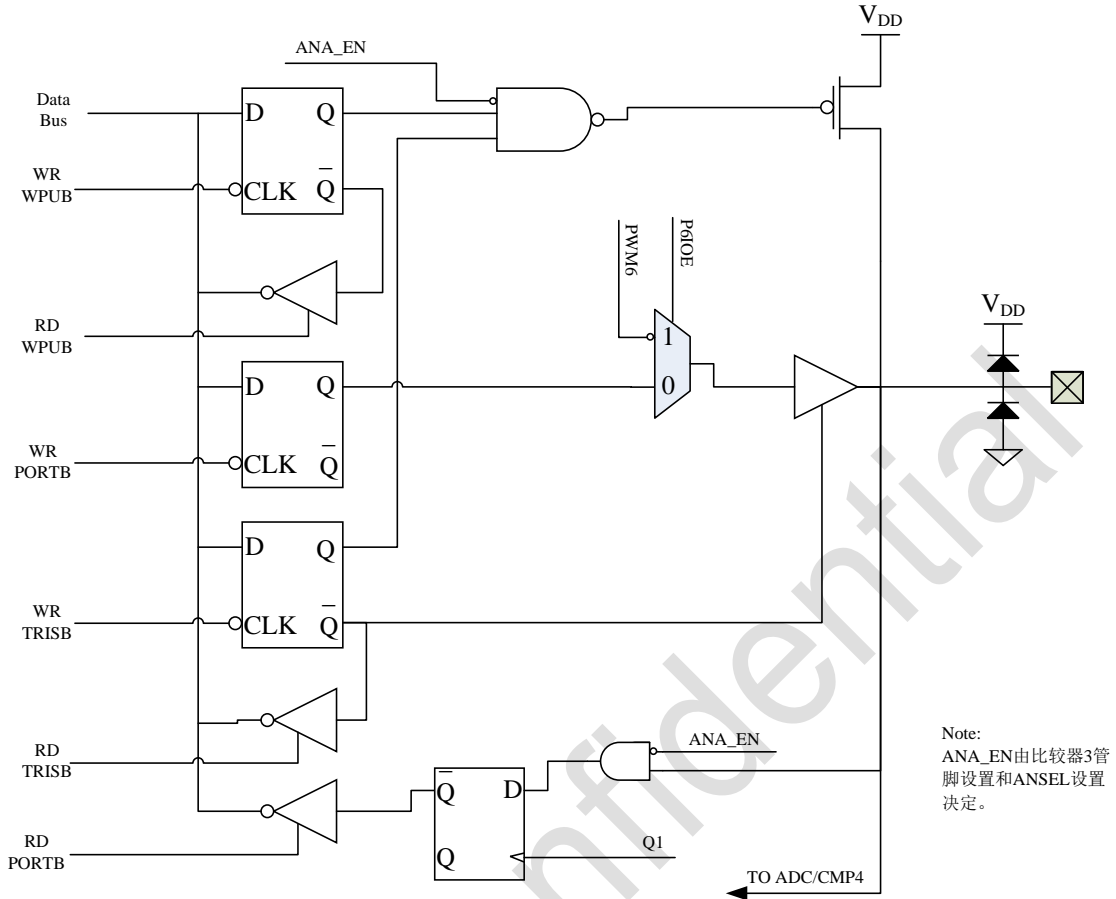 V_DD
ANA_EN
Data
Bus
D Q
WR
WPUB
CLK Q̅
PWM6
P6IOE
V_DD
RD
WPUB
1
0
D Q
WR
PORTB
CLK Q̅
D Q
WR
TRISB
CLK Q̅
RD
TRISB
ANA_EN
Note:
ANA_EN由比较器3管
脚设置和ANSEL设置
决定。
Q̅ D
RD
PORTB
Q
Q1
TO ADC/CMP4
nfidential